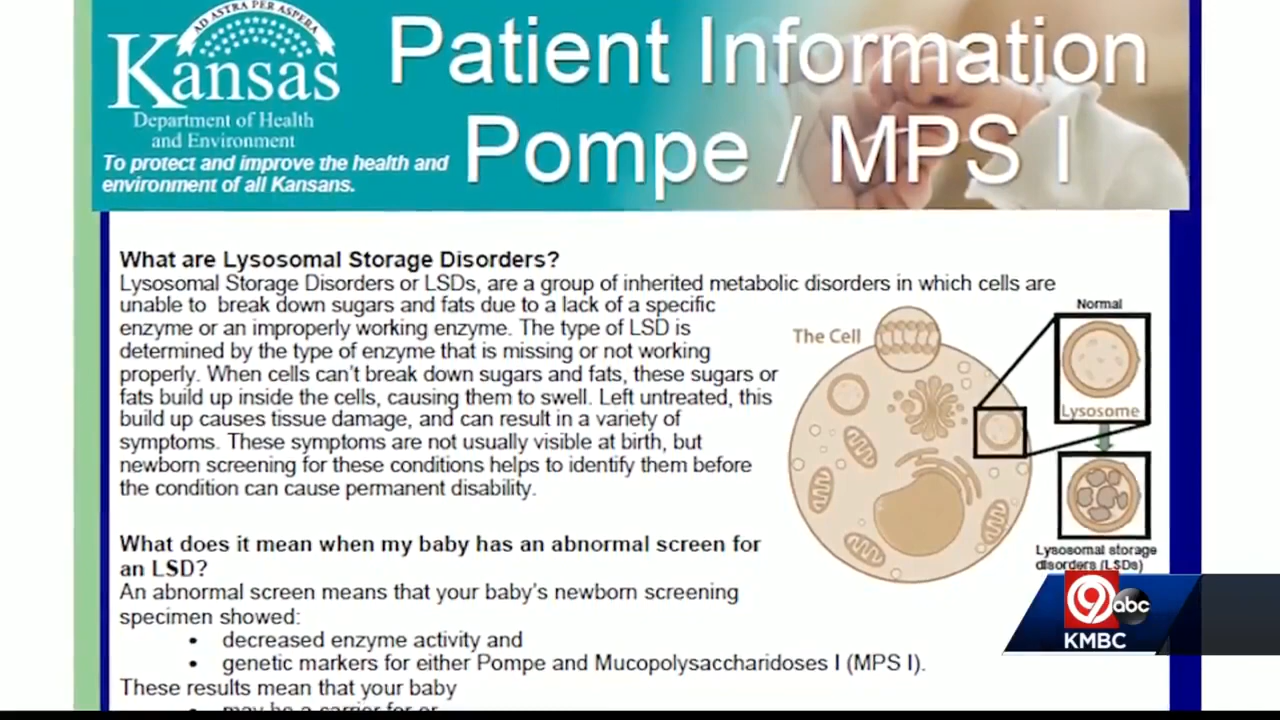 AD ASTRA PER ASPERA
Kansas
Department of Health
and Environment
To protect and improve the health and
environment of all Kansans.
Patient Information
Pompe / MPS I
What are Lysosomal Storage Disorders?
Lysosomal Storage Disorders or LSDs, are a group of inherited metabolic disorders in which cells are
unable to break down sugars and fats due to a lack of a specific
enzyme or an improperly working enzyme. The type of LSD is
determined by the type of enzyme that is missing or not working
properly. When cells can't break down sugars and fats, these sugars or
fats build up inside the cells, causing them to swell. Left untreated, this
build up causes tissue damage, and can result in a variety of
symptoms. These symptoms are not usually visible at birth, but
newborn screening for these conditions helps to identify them before
the condition can cause permanent disability.
The Cell
Normal
Lysosome
Lysosomal storage
disorders (LSDs)
What does it mean when my baby has an abnormal screen for
an LSD?
An abnormal screen means that your baby's newborn screening
specimen showed:
• decreased enzyme activity and
• genetic markers for either Pompe and Mucopolysaccharidoses I (MPS I).
These results mean that your baby
• may be a carrier for or
9 abc
KMBC